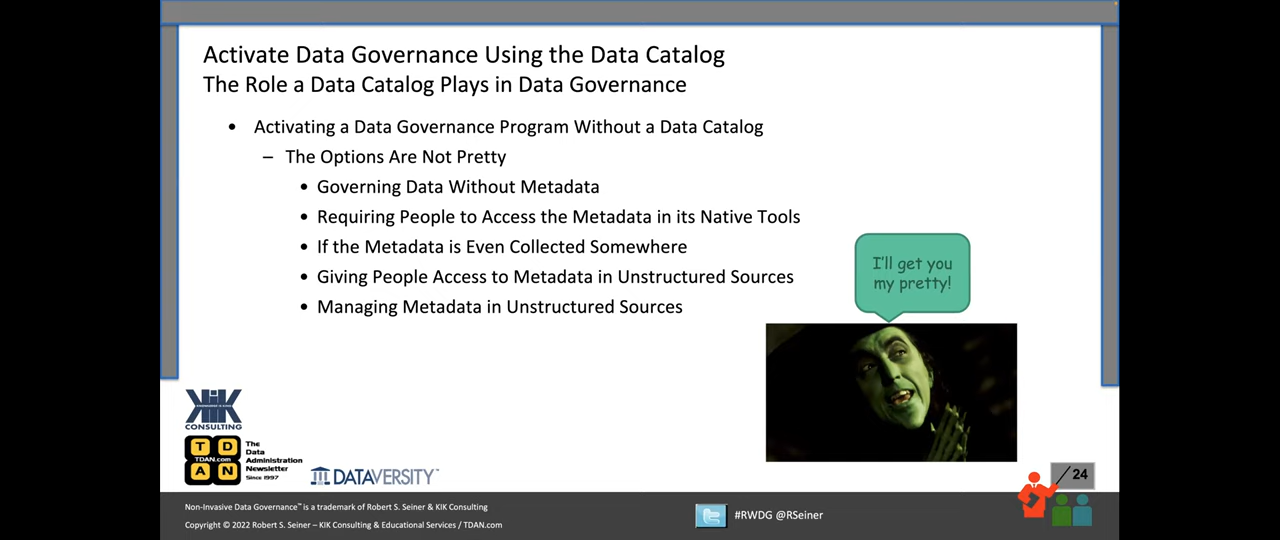 Activate Data Governance Using the Data Catalog
The Role a Data Catalog Plays in Data Governance
• Activating a Data Governance Program Without a Data Catalog
– The Options Are Not Pretty
• Governing Data Without Metadata
• Requiring People to Access the Metadata in its Native Tools
• If the Metadata is Even Collected Somewhere
• Giving People Access to Metadata in Unstructured Sources
• Managing Metadata in Unstructured Sources
I'll get you
my pretty!
KIK
CONSULTING
T D
TDAN.com
A N
The
Data
Administration
Newsletter
Since 1997
DATAVERSITY™
24
Non-Invasive Data Governance™ is a trademark of Robert S. Seiner & KIK Consulting
Copyright © 2022 Robert S. Seiner – KIK Consulting & Educational Services / TDAN.com
#RWDG @RSeiner